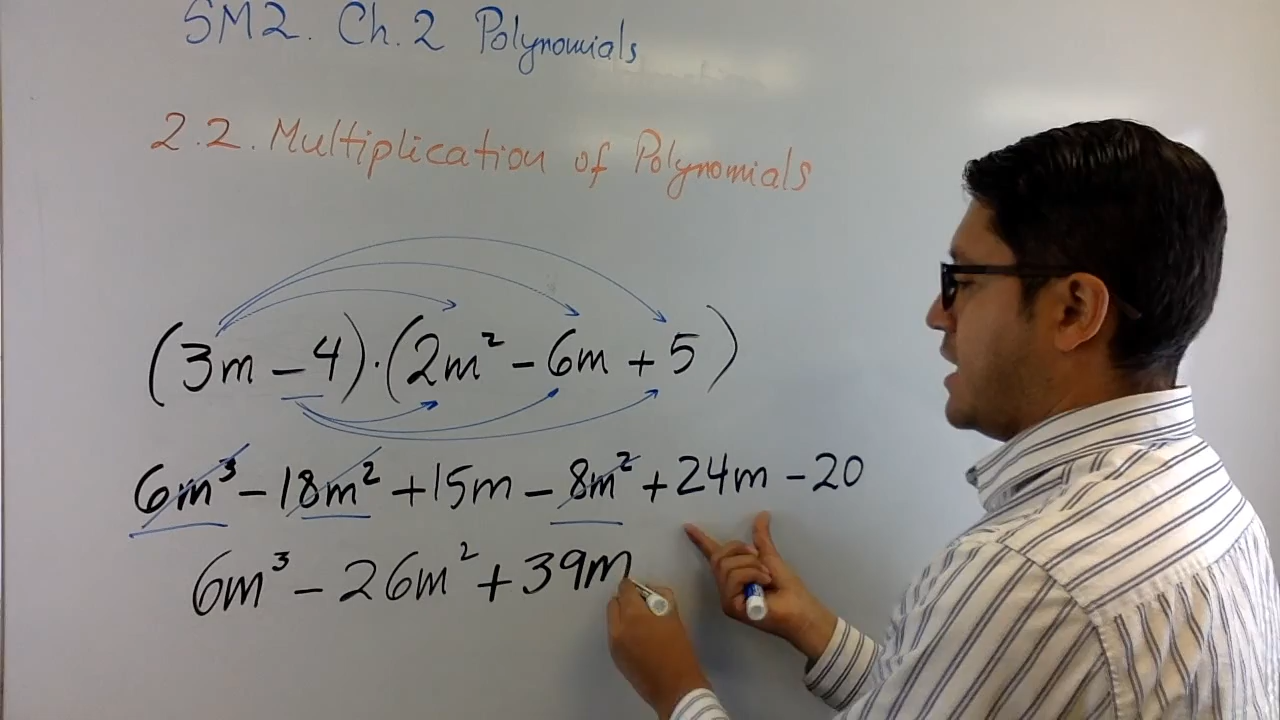 SM2. Ch.2 Polynomials
2.2. Multiplication of Polynomials
(3m - 4)·(2m² - 6m + 5)
6m³ - 18m² + 15m - 8m² + 24m - 20
6m³ - 26m² + 39m